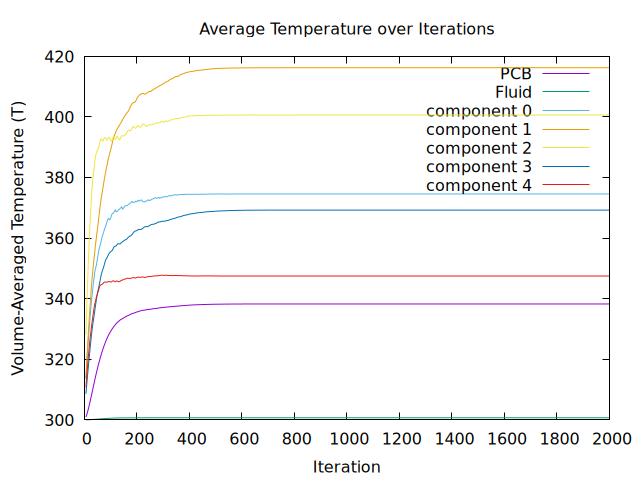 Average Temperature over Iterations
Volume-Averaged Temperature (T)
420
400
380
360
340
320
300
PCB
Fluid
component 0
component 1
component 2
component 3
component 4
0 200 400 600 800 1000 1200 1400 1600 1800 2000
Iteration